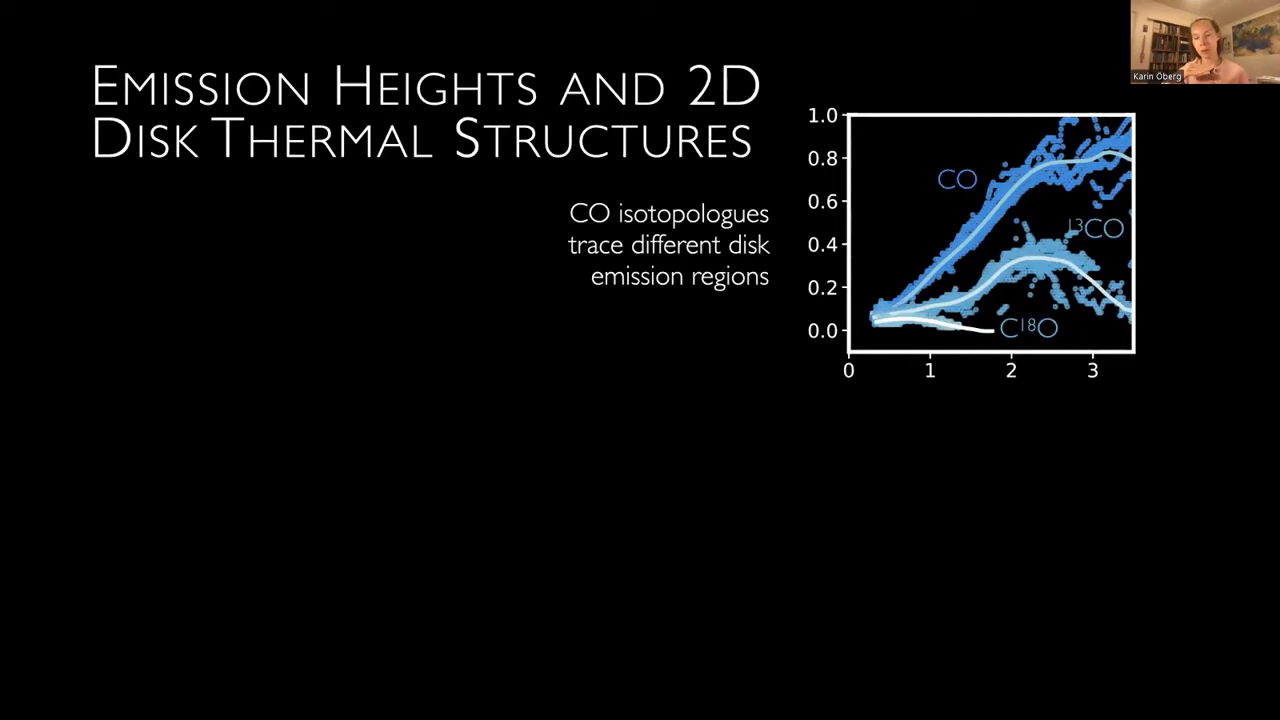 EMISSION HEIGHTS AND 2D
DISK THERMAL STRUCTURES
CO isotopologues
trace different disk
emission regions
Karin Öberg
1.0
0.8
0.6
0.4
0.2
0.0
CO
¹³CO
C¹⁸O
0 1 2 3